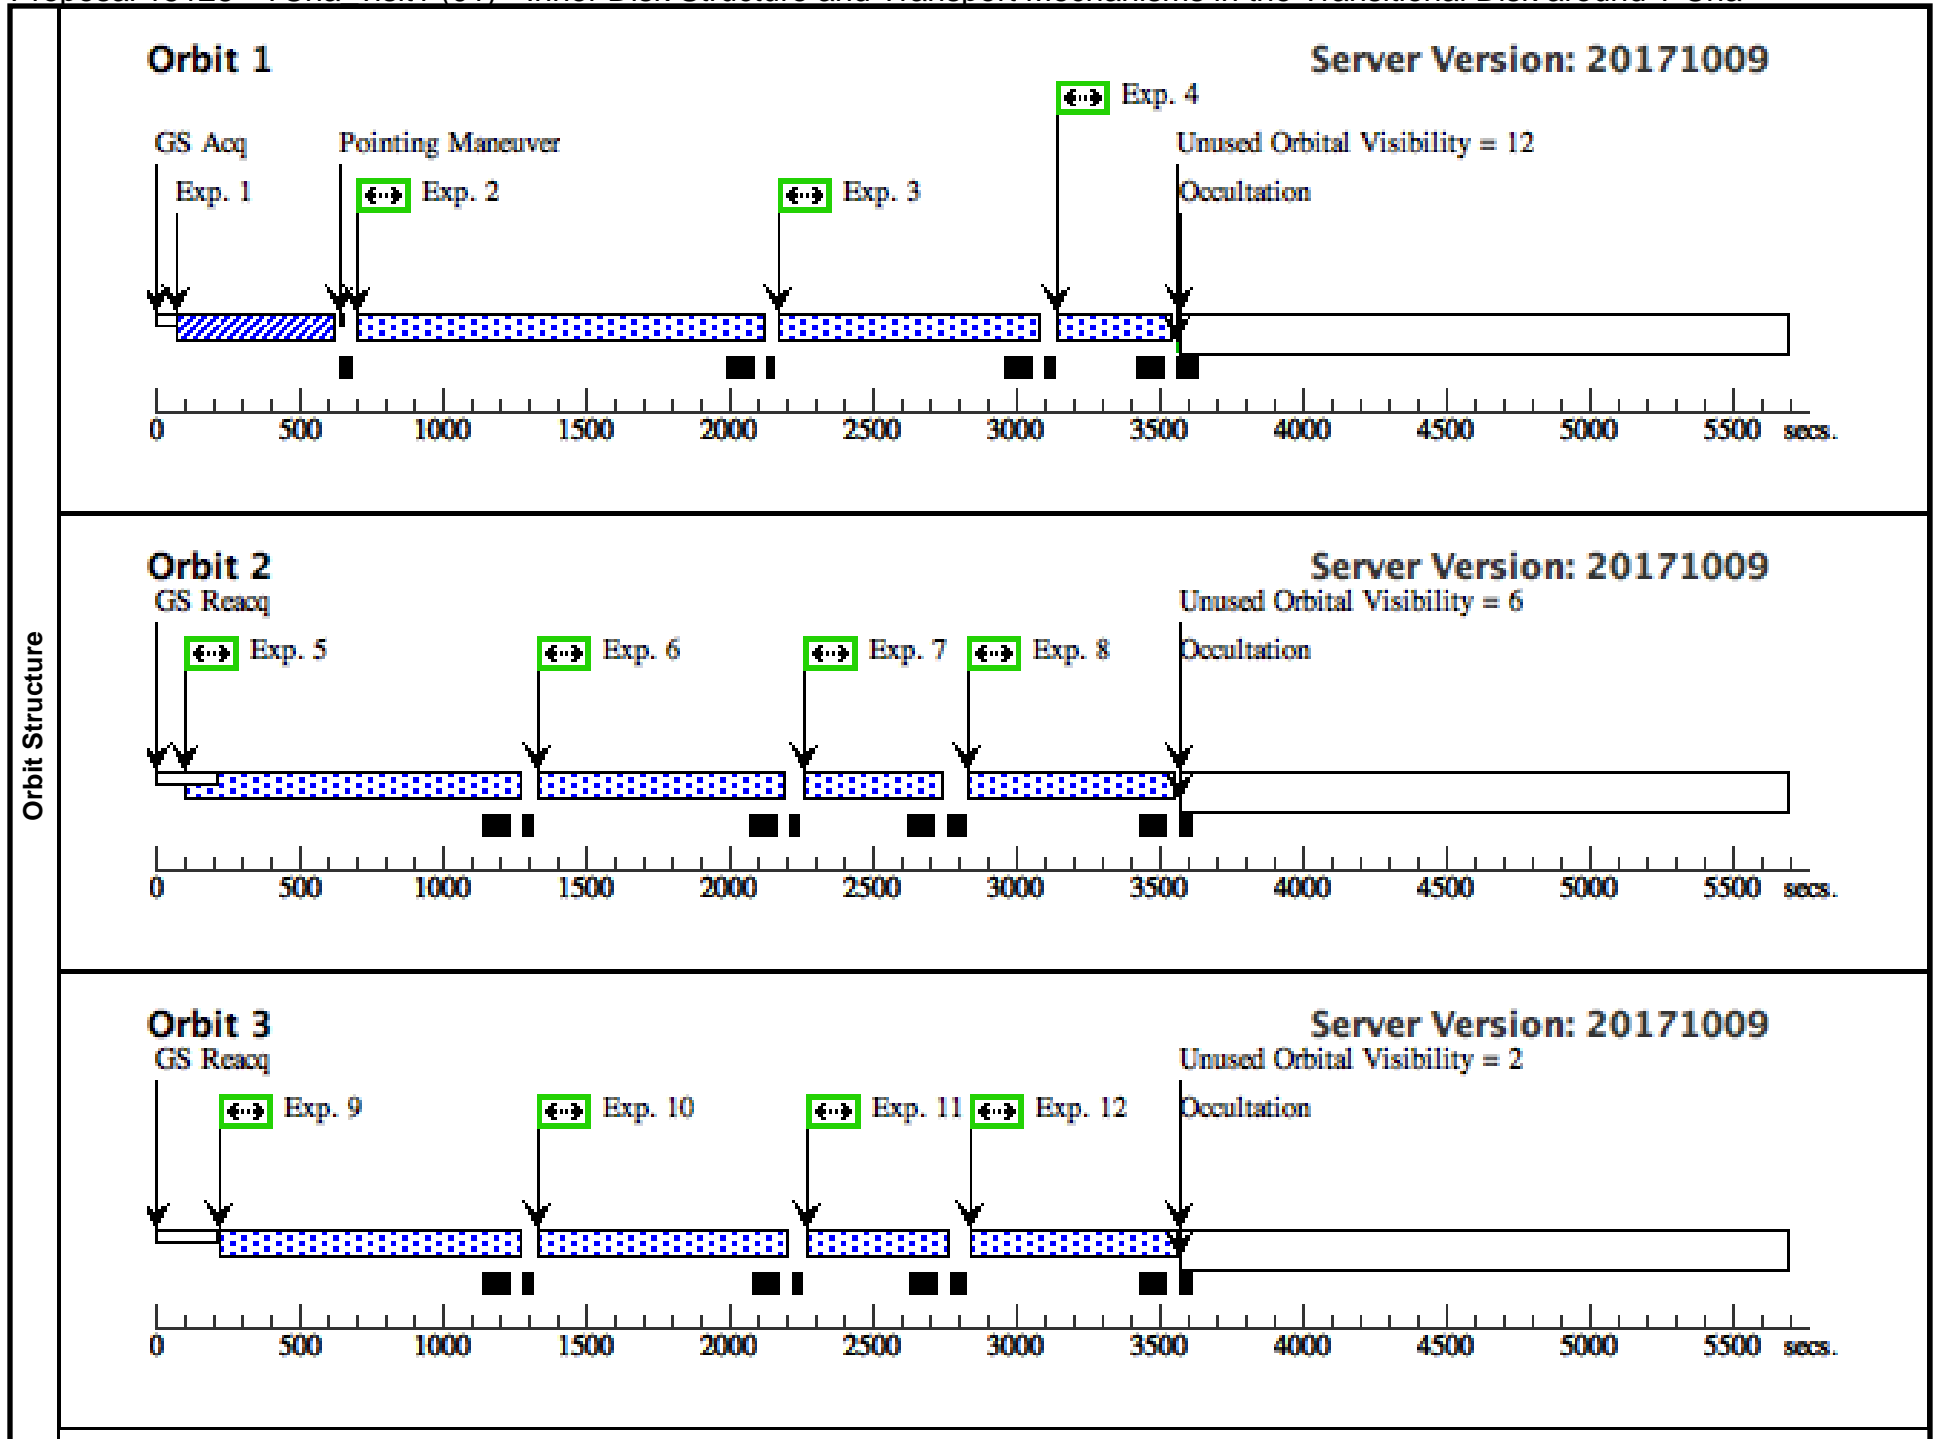 Orbit Structure
Orbit 1 Server Version: 20171009
Exp. 4
GS Acq Pointing Maneuver Unused Orbital Visibility = 12
Exp. 1 Exp. 2 Exp. 3 Occultation
0 500 1000 1500 2000 2500 3000 3500 4000 4500 5000 5500 secs.
Orbit 2 Server Version: 20171009
GS Reacq Unused Orbital Visibility = 6
Exp. 5 Exp. 6 Exp. 7 Exp. 8 Occultation
0 500 1000 1500 2000 2500 3000 3500 4000 4500 5000 5500 secs.
Orbit 3 Server Version: 20171009
GS Reacq Unused Orbital Visibility = 2
Exp. 9 Exp. 10 Exp. 11 Exp. 12 Occultation
0 500 1000 1500 2000 2500 3000 3500 4000 4500 5000 5500 secs.